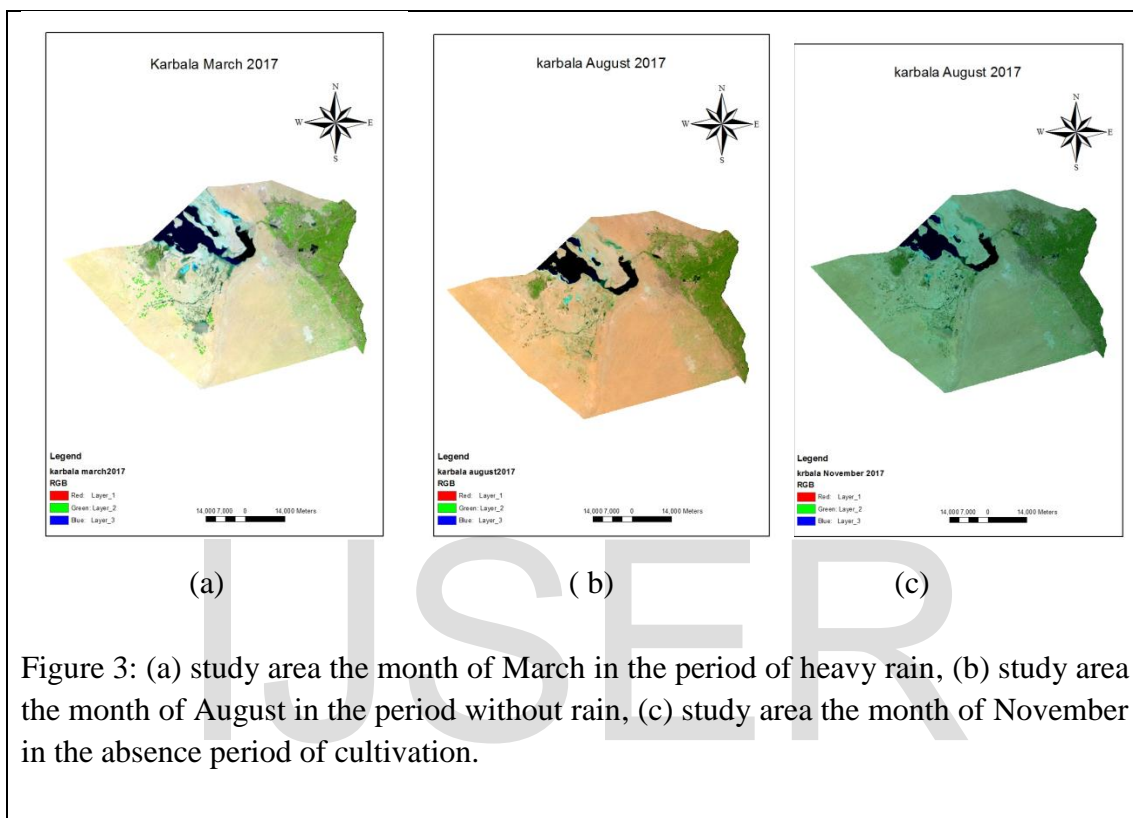 Karbala March 2017
N
W E
S
Legend
karbala march2017
RGB
Red: Layer_1
Green: Layer_2
Blue: Layer_3
14,000 7,000 0 14,000 Meters
karbala August 2017
N
W E
S
Legend
karbala august2017
RGB
Red: Layer_1
Green: Layer_2
Blue: Layer_3
14,000 7,000 0 14,000 Meters
karbala August 2017
N
W E
S
Legend
krbala November 2017
RGB
Red: Layer_1
Green: Layer_2
Blue: Layer_3
14,000 7,000 0 14,000 Meters
(a) ( b) (c)
IJSER
Figure 3: (a) study area the month of March in the period of heavy rain, (b) study area
the month of August in the period without rain, (c) study area the month of November
in the absence period of cultivation.